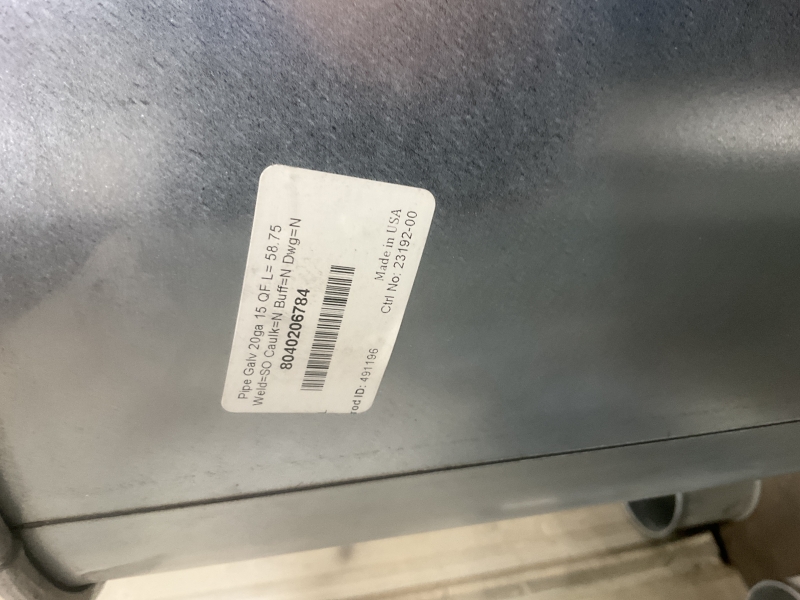 Pipe Galv 20ga 15 QF L= 58.75
Weld=SO Caulk=N Buff=N Dwg=N
8040206784
Made in USA
rod ID: 491196 Ctrl No: 23192-00